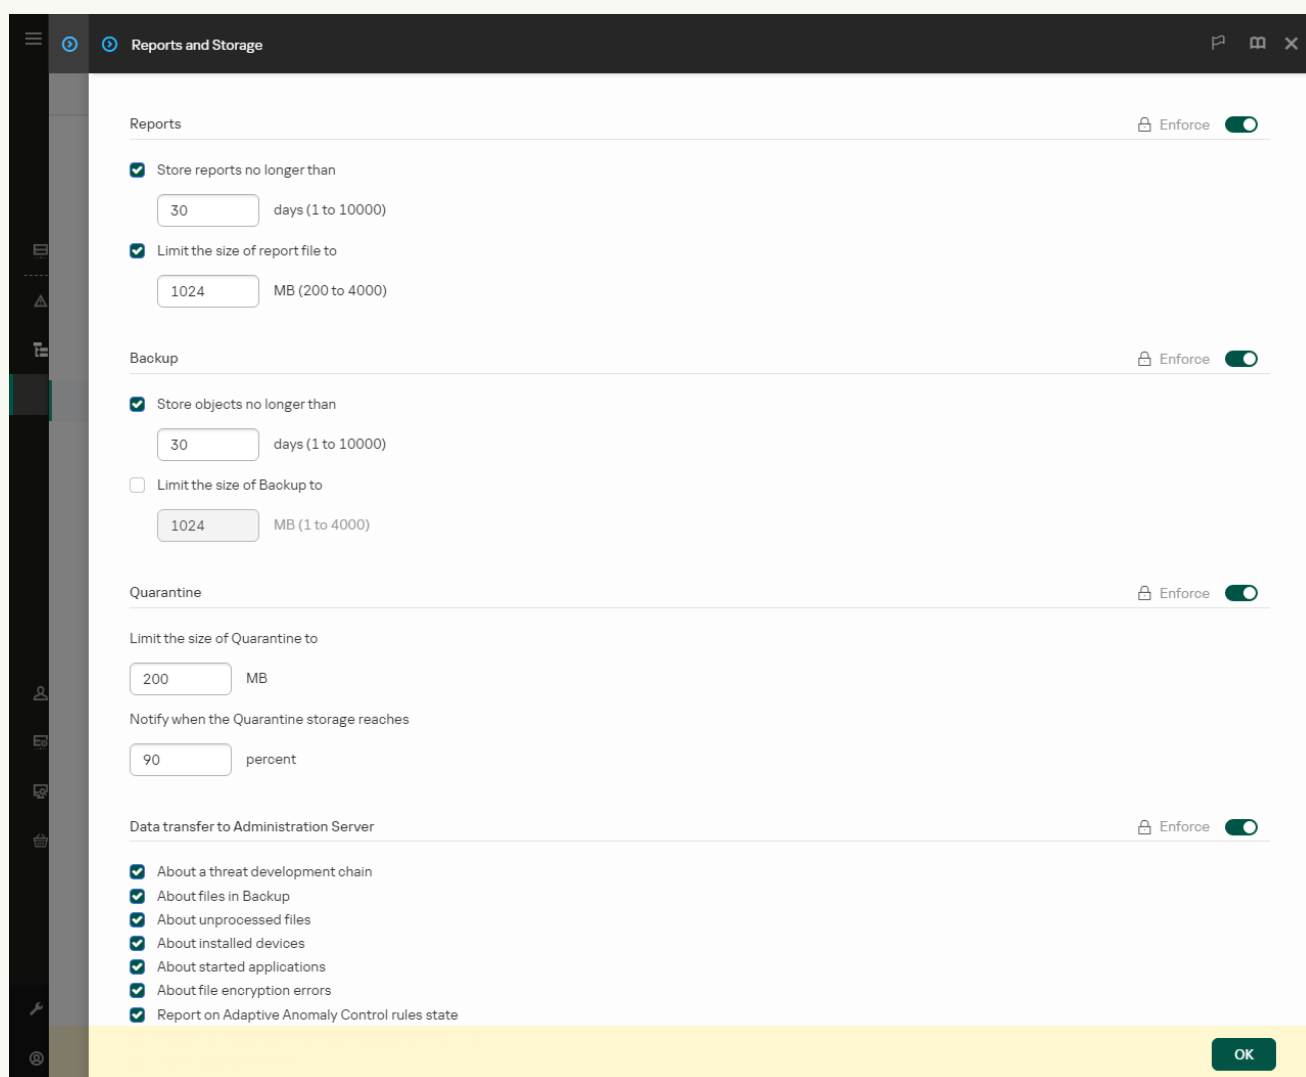 Reports and Storage
Reports
Enforce
Store reports no longer than
30 days (1 to 10000)
Limit the size of report file to
1024 MB (200 to 4000)
Backup
Enforce
Store objects no longer than
30 days (1 to 10000)
Limit the size of Backup to
1024 MB (1 to 4000)
Quarantine
Enforce
Limit the size of Quarantine to
200 MB
Notify when the Quarantine storage reaches
90 percent
Data transfer to Administration Server
Enforce
About a threat development chain
About files in Backup
About unprocessed files
About installed devices
About started applications
About file encryption errors
Report on Adaptive Anomaly Control rules state
OK